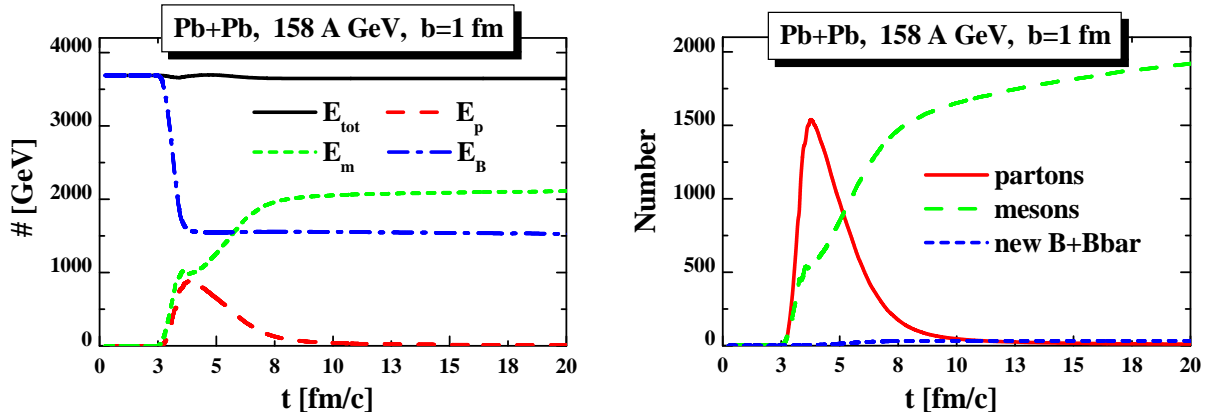 Pb+Pb, 158 A GeV, b=1 fm
# [GeV]
4000
3000
2000
1000
0
E_tot E_p
E_m E_B
0 3 5 8 10 13 15 18 20
t [fm/c]
Pb+Pb, 158 A GeV, b=1 fm
Number
2000
1500
1000
500
0
partons
mesons
new B+Bbar
0 3 5 8 10 13 15 18 20
t [fm/c]